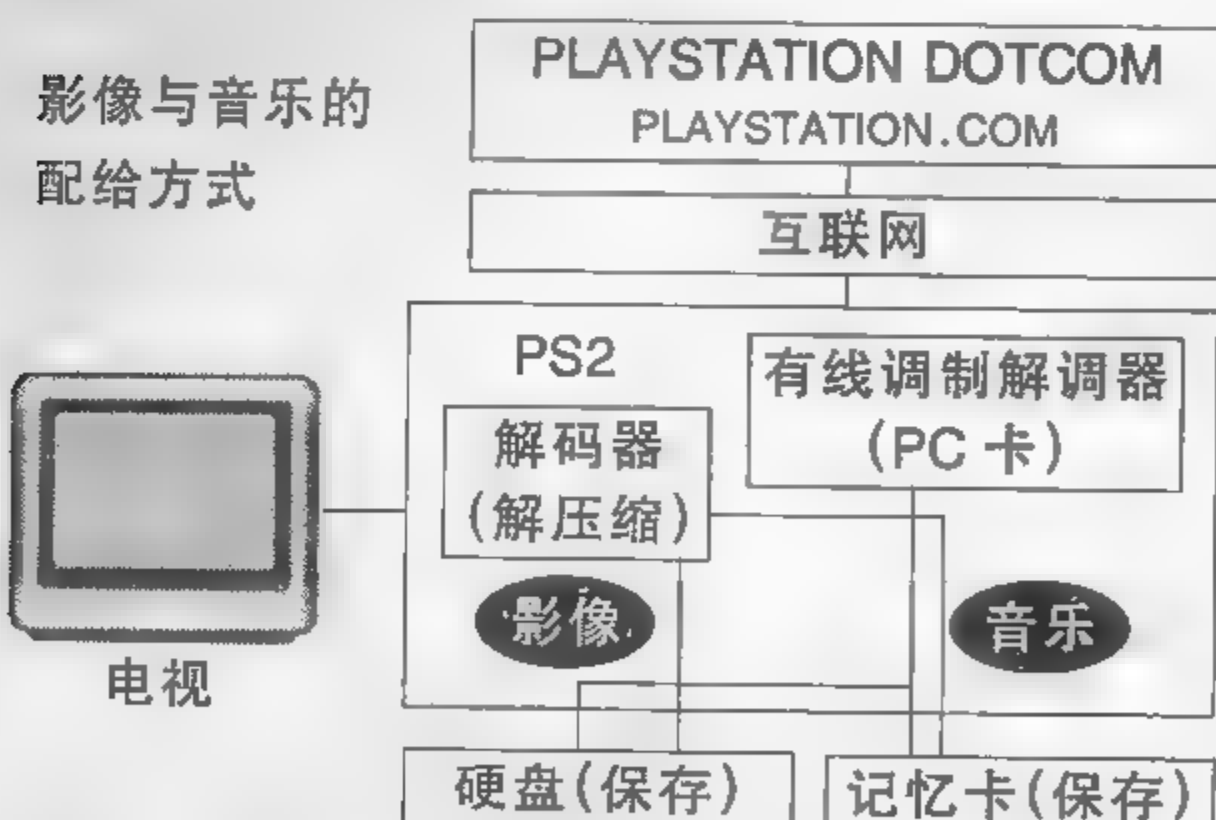 影像与音乐的
配给方式
PLAYSTATION DOTCOM
PLAYSTATION.COM
互联网
PS2
有线调制解调器
(PC 卡)
解码器
(解压缩)
影像
音乐
电视
硬盘(保存)
记忆卡(保存)